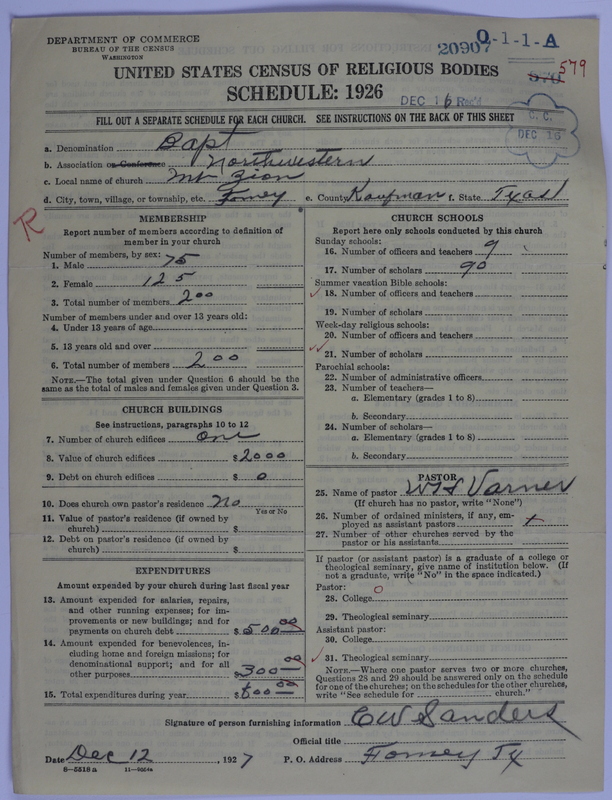 DEPARTMENT OF COMMERCE
BUREAU OF THE CENSUS
WASHINGTON
20907
0-1-1-A
UNITED STATES CENSUS OF RELIGIOUS BODIES
579
SCHEDULE: 1926
DEC 16 Rec'd
FILL OUT A SEPARATE SCHEDULE FOR EACH CHURCH. SEE INSTRUCTIONS ON THE BACK OF THIS SHEET
C. C.
DEC 16
a. Denomination Bapt
b. Association or Conference Northwestern
c. Local name of church Mt Zion
d. City, town, village, or township, etc. Forney e. County Kaufman f. State Texas
R
MEMBERSHIP
Report number of members according to definition of
member in your church
Number of members, by sex:
1. Male 75
2. Female 125
3. Total number of members 200
Number of members under and over 13 years old:
4. Under 13 years of age
5. 13 years old and over
6. Total number of members 200
NOTE.—The total given under Question 6 should be the
same as the total of males and females given under Question 3.
CHURCH BUILDINGS
See instructions, paragraphs 10 to 12
7. Number of church edifices one
8. Value of church edifices $ 2000
9. Debt on church edifices $ 0
10. Does church own pastor's residence no
Yes or No
11. Value of pastor's residence (if owned by
church) $
12. Debt on pastor's residence (if owned by
church) $
EXPENDITURES
Amount expended by your church during last fiscal year
13. Amount expended for salaries, repairs,
and other running expenses; for im-
provements or new buildings; and for
payments on church debt $ 500 00
14. Amount expended for benevolences, in-
cluding home and foreign missions; for
denominational support; and for all
other purposes $ 300 00
15. Total expenditures during year $ 00
CHURCH SCHOOLS
Report here only schools conducted by this church
Sunday schools:
16. Number of officers and teachers 9
17. Number of scholars 90
Summer vacation Bible schools:
18. Number of officers and teachers
19. Number of scholars
Week-day religious schools:
20. Number of officers and teachers
21. Number of scholars
Parochial schools:
22. Number of administrative officers
23. Number of teachers—
a. Elementary (grades 1 to 8)
b. Secondary
24. Number of scholars—
a. Elementary (grades 1 to 8)
b. Secondary
PASTOR
25. Name of pastor Varner
(If church has no pastor, write "None")
26. Number of ordained ministers, if any, em-
ployed as assistant pastors x
27. Number of other churches served by the
pastor or his assistants
If pastor (or assistant pastor) is a graduate of a college or
theological seminary, give name of institution below. (If
not a graduate, write "No" in the space indicated.)
Pastor:
28. College 0
29. Theological seminary
Assistant pastor:
30. College
31. Theological seminary
NOTE.—Where one pastor serves two or more churches,
Questions 28 and 29 should be answered only on the schedule
for one of the churches; on the schedules for the other churches,
write "See schedule for church."
Signature of person furnishing information C W Sanders
Official title
Date Dec 12, 1927 P. O. Address Forney Tx
8-5518 a 11-9554a